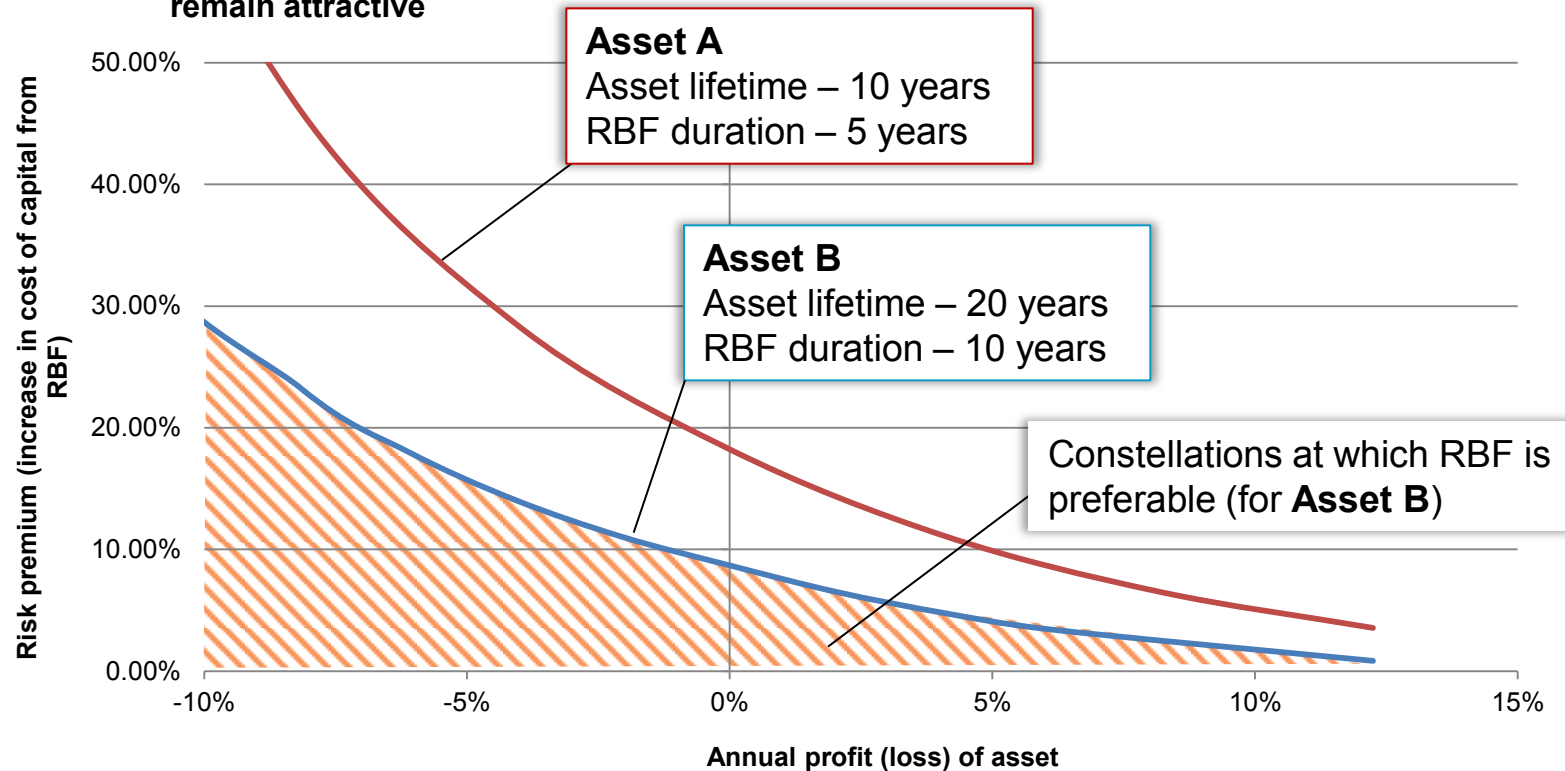 remain attractive
Asset A
Asset lifetime – 10 years
RBF duration – 5 years
Asset B
Asset lifetime – 20 years
RBF duration – 10 years
Constellations at which RBF is
preferable (for Asset B)
Risk premium (increase in cost of capital from
RBF)
50.00%
40.00%
30.00%
20.00%
10.00%
0.00%
-10%
-5%
0%
5%
10%
15%
Annual profit (loss) of asset